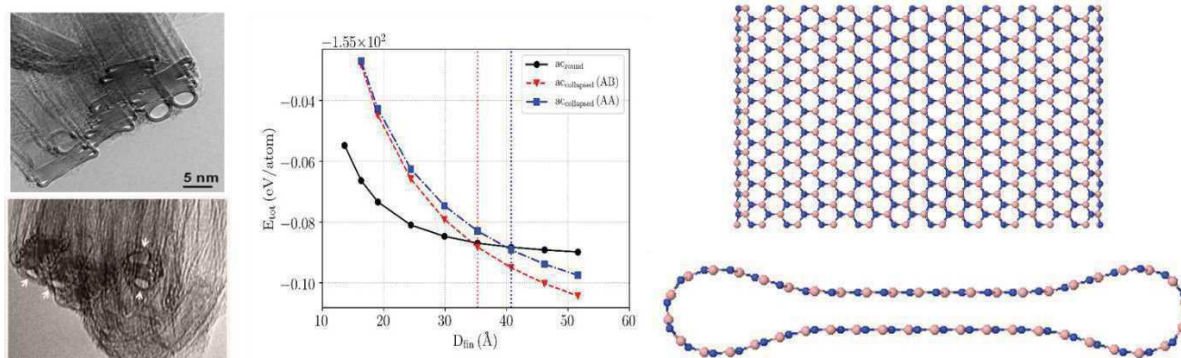 5 nm
−1.55×10²
ac_round
ac_collapsed (AB)
ac_collapsed (AA)
E_tot (eV/atom)
−0.04
−0.06
−0.08
−0.10
10 20 30 40 50 60
D_fin (Å)